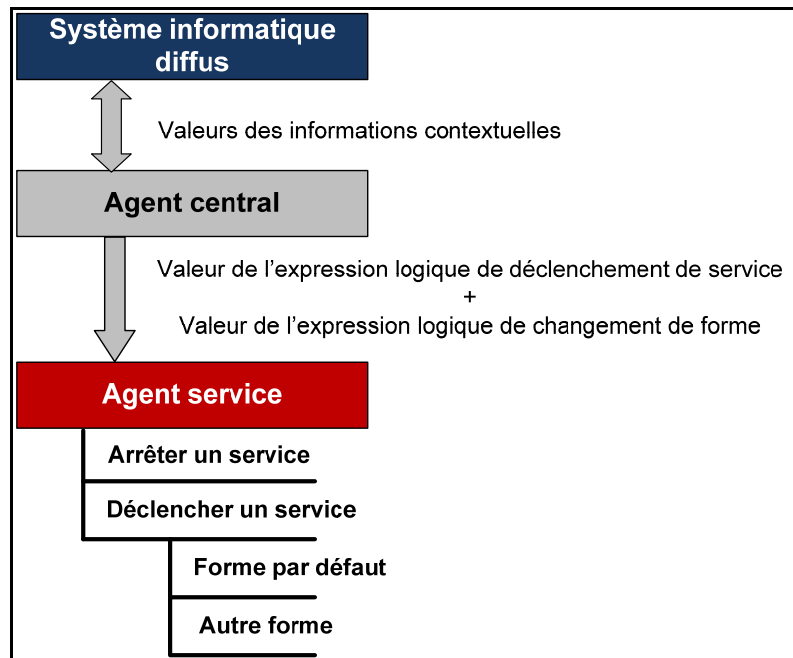 Système informatique
diffus
Valeurs des informations contextuelles
Agent central
Valeur de l'expression logique de déclenchement de service
+
Valeur de l'expression logique de changement de forme
Agent service
Arrêter un service
Déclencher un service
Forme par défaut
Autre forme